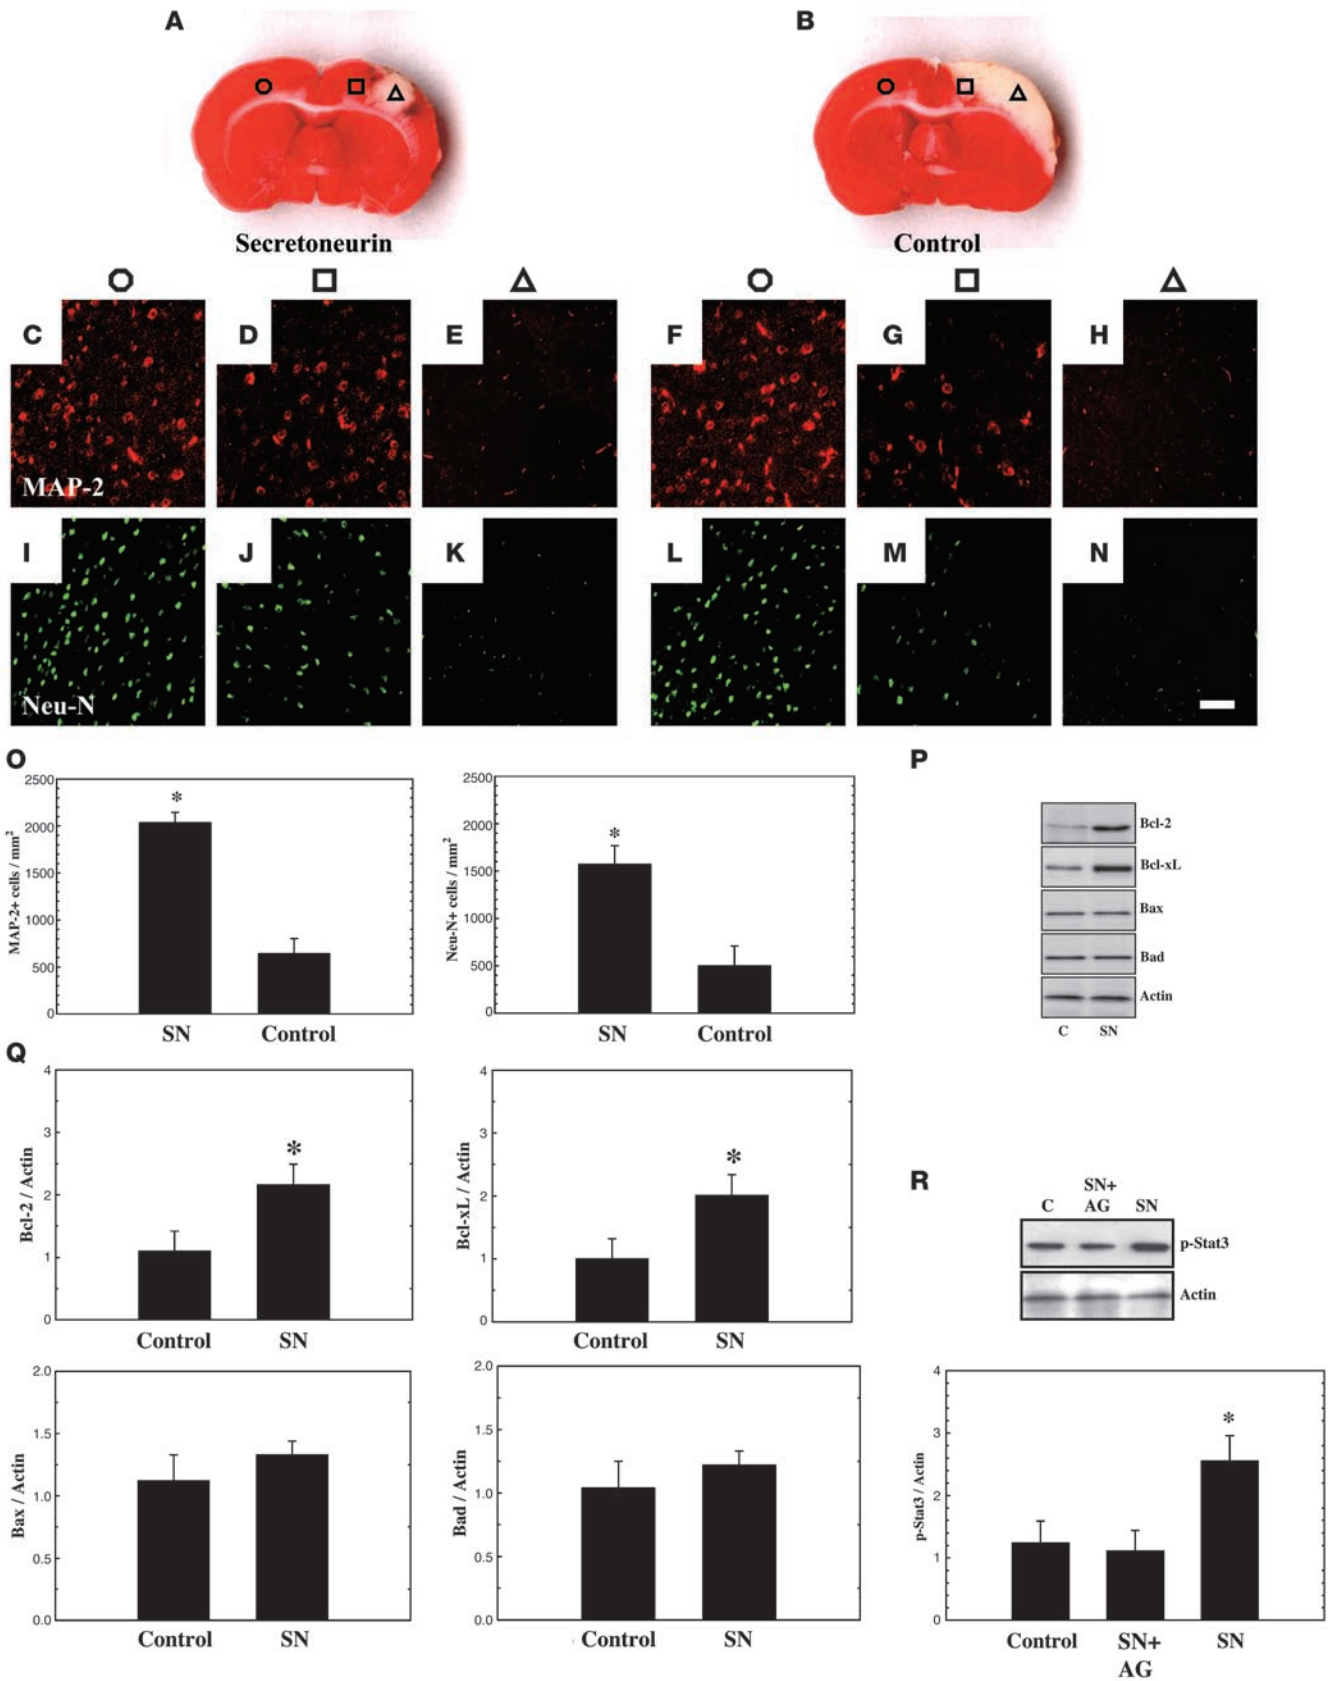 A
B
Secretoneurin
Control
C
D
E
F
G
H
MAP-2
I
J
K
L
M
N
Neu-N
O
2500
2000
1500
1000
500
0
MAP-2+ cells / mm2
SN
Control
2500
2000
1500
1000
500
0
Neu-N+ cells / mm2
*
*
SN
Control
P
Bcl-2
Bcl-xL
Bax
Bad
Actin
C SN
Q
4
3
2
1
0
Bcl-2 / Actin
*
Control
SN
4
3
2
1
0
Bcl-xL / Actin
*
Control
SN
R
C
SN+
AG
SN
p-Stat3
Actin
2.0
1.5
1.0
0.5
0.0
Bax / Actin
Control
SN
2.0
1.5
1.0
0.5
0.0
Bad / Actin
Control
SN
4
3
2
1
0
p-Stat3 / Actin
*
Control
SN+
AG
SN